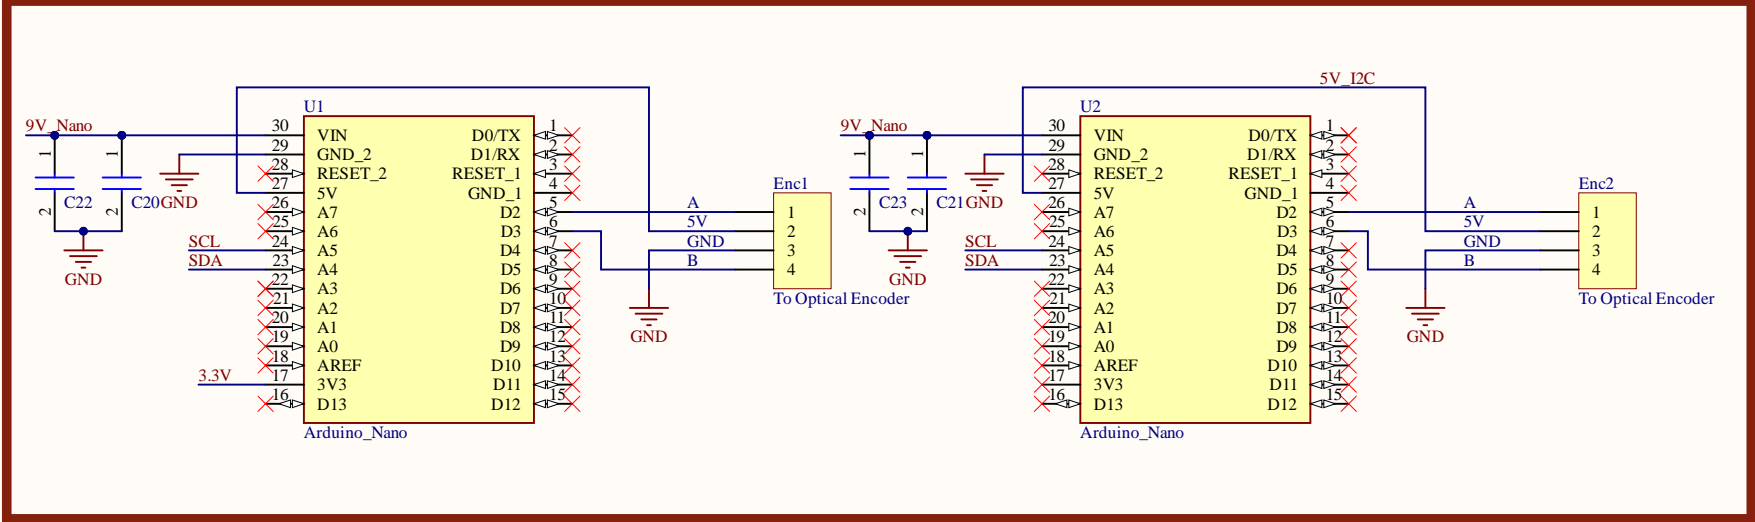 5V_I2C
U1
U2
9V_Nano
30 VIN D0/TX 1
29 GND_2 D1/RX 2
28 RESET_2 RESET_1 3
27 5V GND_1 4
26 A7 D2 5
25 A6 D3 6
24 A5 D4 7
23 A4 D5 8
22 A3 D6 9
21 A2 D7 10
20 A1 D8 11
19 A0 D9 12
18 AREF D10 13
17 3V3 D11 14
16 D13 D12 15
Arduino_Nano
1 1
2 2
C22 C20
GND
GND
SCL
SDA
3.3V
A
5V
GND
B
GND
Enc1
1
2
3
4
To Optical Encoder
9V_Nano
30 VIN D0/TX 1
29 GND_2 D1/RX 2
28 RESET_2 RESET_1 3
27 5V GND_1 4
26 A7 D2 5
25 A6 D3 6
24 A5 D4 7
23 A4 D5 8
22 A3 D6 9
21 A2 D7 10
20 A1 D8 11
19 A0 D9 12
18 AREF D10 13
17 3V3 D11 14
16 D13 D12 15
Arduino_Nano
1 1
2 2
C23 C21
GND
GND
SCL
SDA
A
5V
GND
B
GND
Enc2
1
2
3
4
To Optical Encoder